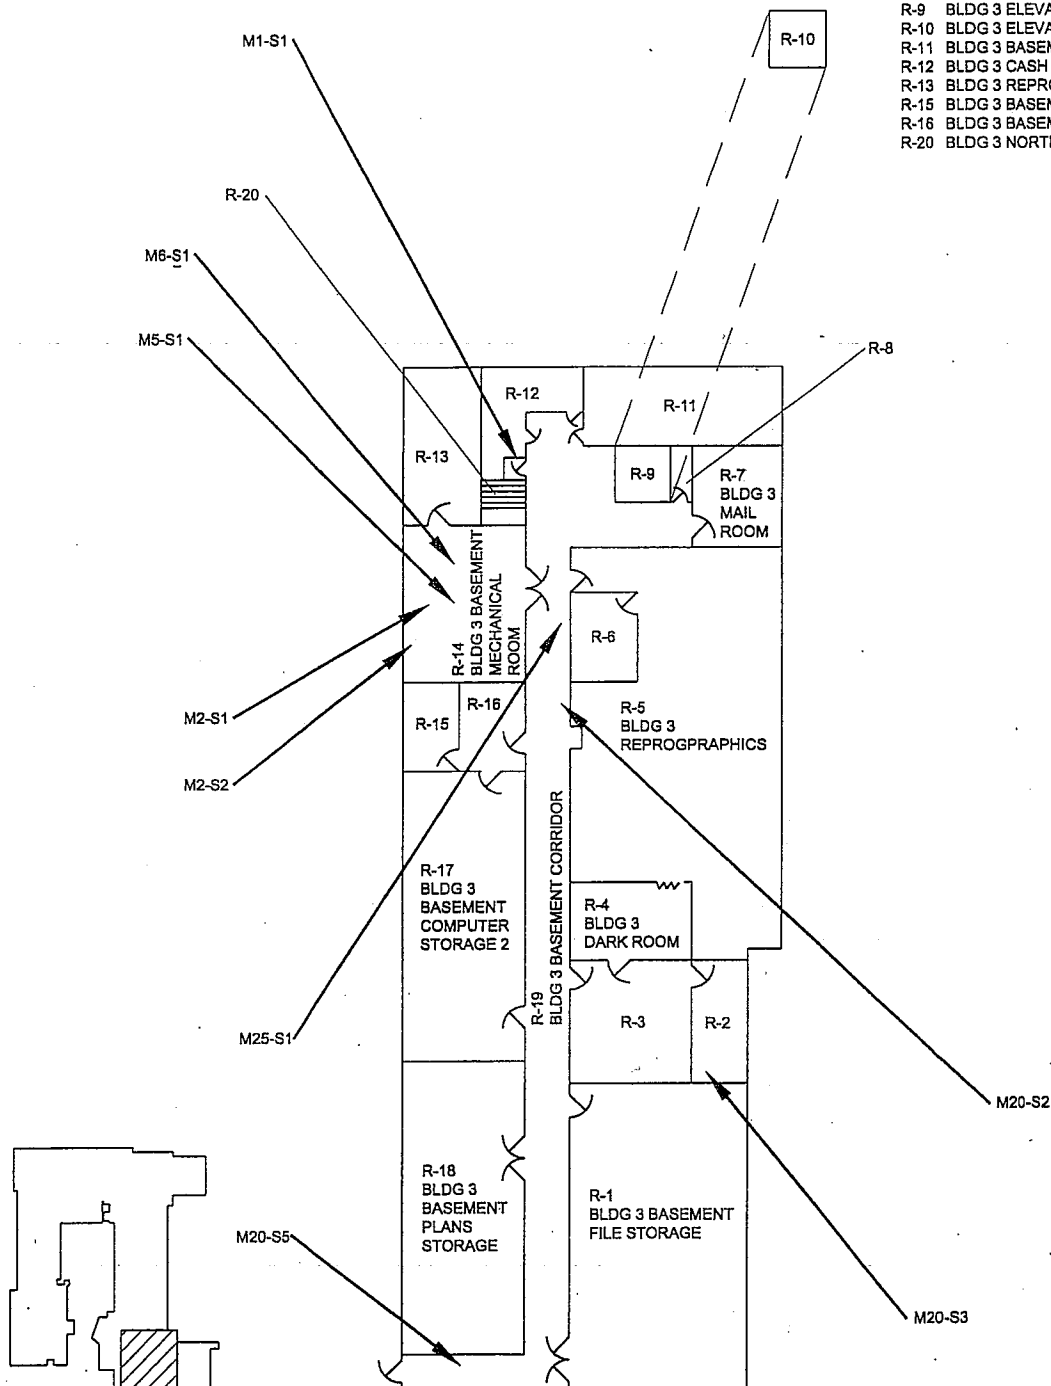 R-9 BLDG 3 ELEVA
R-10 BLDG 3 ELEVA
R-11 BLDG 3 BASEM
R-12 BLDG 3 CASH
R-13 BLDG 3 REPRO
R-15 BLDG 3 BASEM
R-16 BLDG 3 BASEM
R-20 BLDG 3 NORTH
R-10
M1-S1
R-20
M6-S1
M5-S1
R-8
R-12
R-11
R-13
R-9
R-7
BLDG 3
MAIL
ROOM
R-14
BLDG 3 BASEMENT
MECHANICAL
ROOM
R-6
R-15
R-16
M2-S1
M2-S2
R-5
BLDG 3
REPROGPRAPHICS
R-17
BLDG 3
BASEMENT
COMPUTER
STORAGE 2
R-19
BLDG 3 BASEMENT CORRIDOR
R-4
BLDG 3
DARK ROOM
R-3
R-2
M25-S1
M20-S2
R-18
BLDG 3
BASEMENT
PLANS
STORAGE
R-1
BLDG 3 BASEMENT
FILE STORAGE
M20-S5
M20-S3